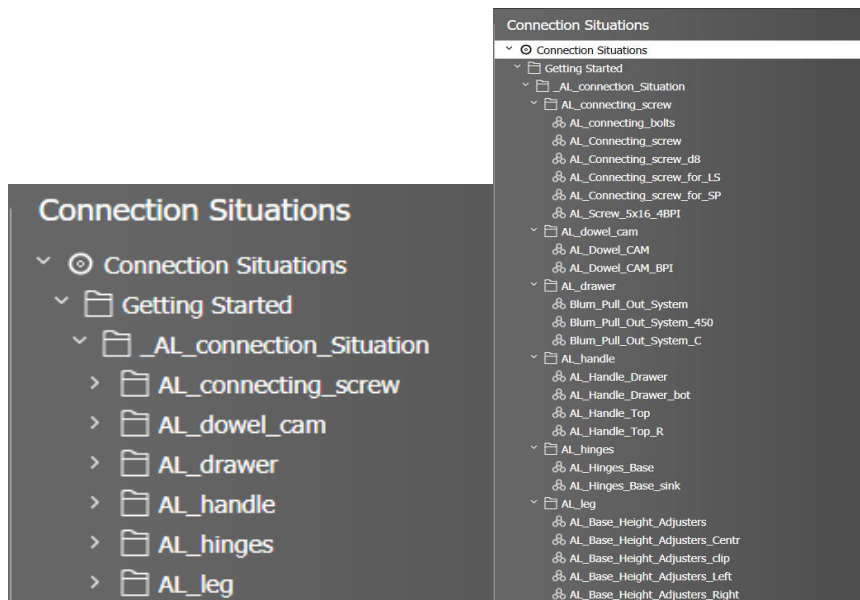 Connection Situations
Connection Situations
Getting Started
_AL_connection_Situation
AL_connecting_screw
AL_dowel_cam
AL_drawer
AL_handle
AL_hinges
AL_leg
Connection Situations
Connection Situations
Getting Started
_AL_connection_Situation
AL_connecting_screw
AL_connecting_bolts
AL_Connecting_screw
AL_Connecting_screw_d8
AL_Connecting_screw_for_LS
AL_Connecting_screw_for_SP
AL_Screw_5x16_4BPI
AL_dowel_cam
AL_Dowel_CAM
AL_Dowel_CAM_BPI
AL_drawer
Blum_Pull_Out_System
Blum_Pull_Out_System_450
Blum_Pull_Out_System_C
AL_handle
AL_Handle_Drawer
AL_Handle_Drawer_bot
AL_Handle_Top
AL_Handle_Top_R
AL_hinges
AL_Hinges_Base
AL_Hinges_Base_sink
AL_leg
AL_Base_Height_Adjusters
AL_Base_Height_Adjusters_Centr
AL_Base_Height_Adjusters_clip
AL_Base_Height_Adjusters_Left
AL_Base_Height_Adjusters_Right